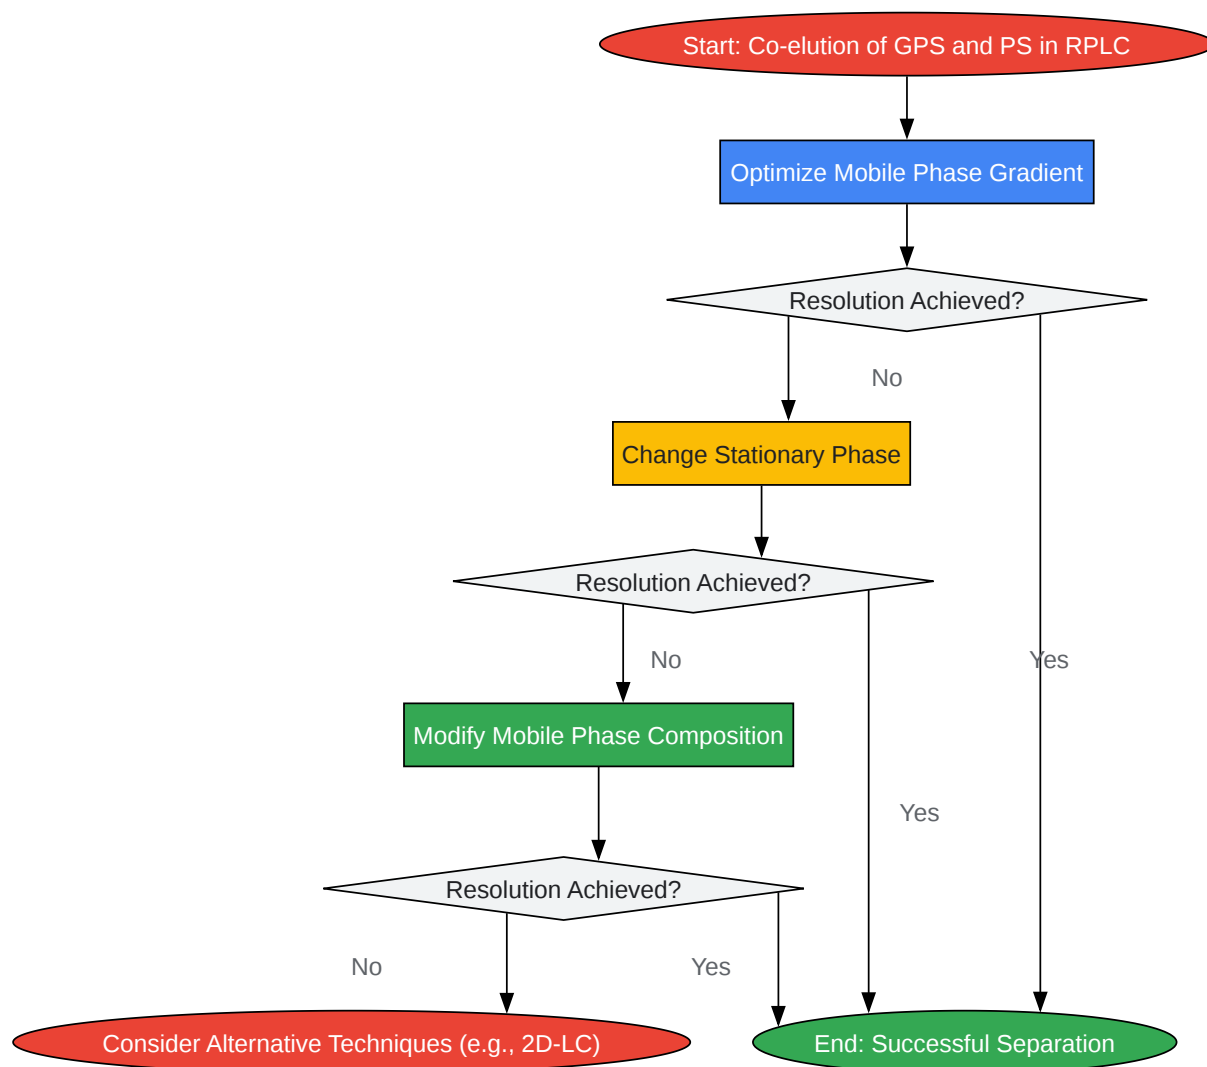 Start: Co-elution of GPS and PS in RPLC
Optimize Mobile Phase Gradient
Resolution Achieved?
No
Change Stationary Phase
Resolution Achieved?
No
Yes
Modify Mobile Phase Composition
Yes
Resolution Achieved?
No
Yes
Consider Alternative Techniques (e.g., 2D-LC)
End: Successful Separation